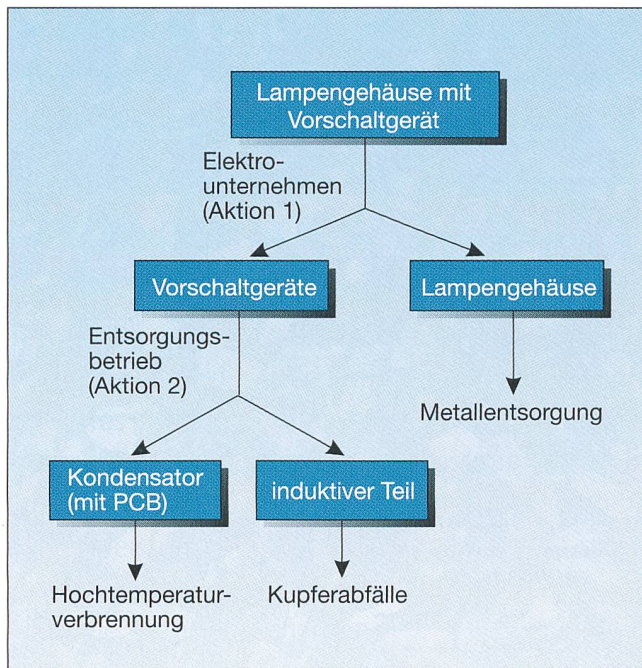 Lampengehäuse mit
Vorschaltgerät
Elektro-
unternehmen
(Aktion 1)
Vorschaltgeräte
Lampengehäuse
Entsorgungs-
betrieb
(Aktion 2)
Metallentsorgung
Kondensator
(mit PCB)
induktiver Teil
Hochtemperatur-
verbrennung
Kupferabfälle